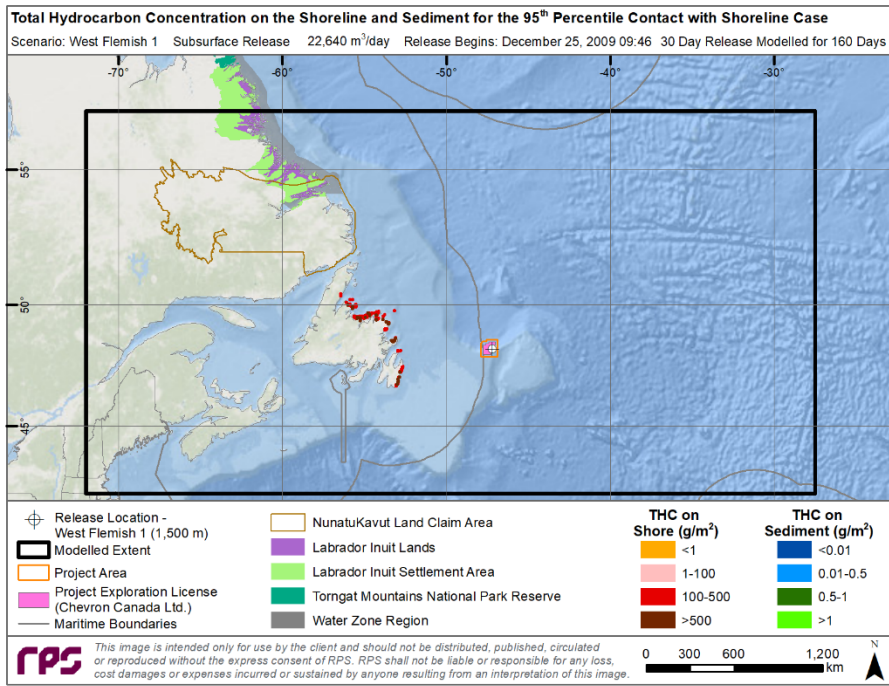 Total Hydrocarbon Concentration on the Shoreline and Sediment for the 95th Percentile Contact with Shoreline Case
Scenario: West Flemish 1 Subsurface Release 22,640 m³/day Release Begins: December 25, 2009 09:46 30 Day Release Modelled for 160 Days
-70° -60° -50° -40° -30°
55°
50°
45°
Release Location -
West Flemish 1 (1,500 m)
Modelled Extent
Project Area
Project Exploration License
(Chevron Canada Ltd.)
Maritime Boundaries
NunatuKavut Land Claim Area
Labrador Inuit Lands
Labrador Inuit Settlement Area
Torngat Mountains National Park Reserve
Water Zone Region
THC on
Shore (g/m²)
<1
1-100
100-500
>500
THC on
Sediment (g/m²)
<0.01
0.01-0.5
0.5-1
>1
rps
This image is intended only for use by the client and should not be distributed, published, circulated
or reproduced without the express consent of RPS. RPS shall not be liable or responsible for any loss,
cost damages or expenses incurred or sustained by anyone resulting from an interpretation of this image.
0 300 600 1,200
km
N